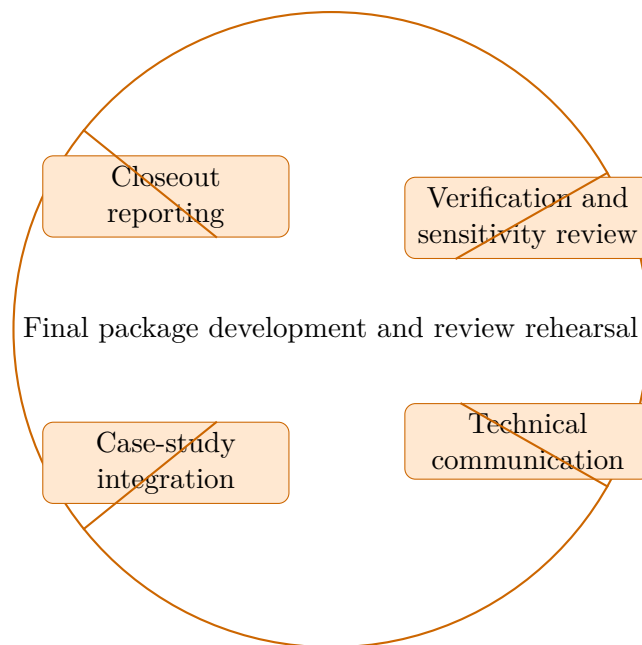 Closeout
reporting
Verification and
sensitivity review
Final package development and review rehearsal
Case-study
integration
Technical
communication